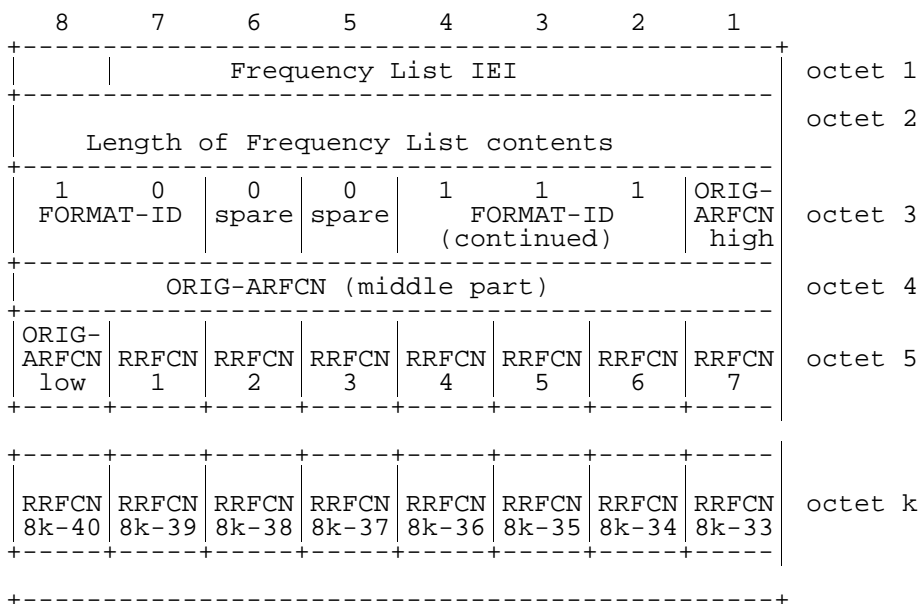 8 7 6 5 4 3 2 1
Frequency List IEI octet 1
octet 2
Length of Frequency List contents
1 0 0 0 1 1 1 ORIG-
FORMAT-ID spare spare FORMAT-ID ARFCN octet 3
(continued) high
ORIG-ARFCN (middle part) octet 4
ORIG-
ARFCN RRFCN RRFCN RRFCN RRFCN RRFCN RRFCN RRFCN octet 5
low 1 2 3 4 5 6 7
RRFCN RRFCN RRFCN RRFCN RRFCN RRFCN RRFCN RRFCN octet k
8k-40 8k-39 8k-38 8k-37 8k-36 8k-35 8k-34 8k-33